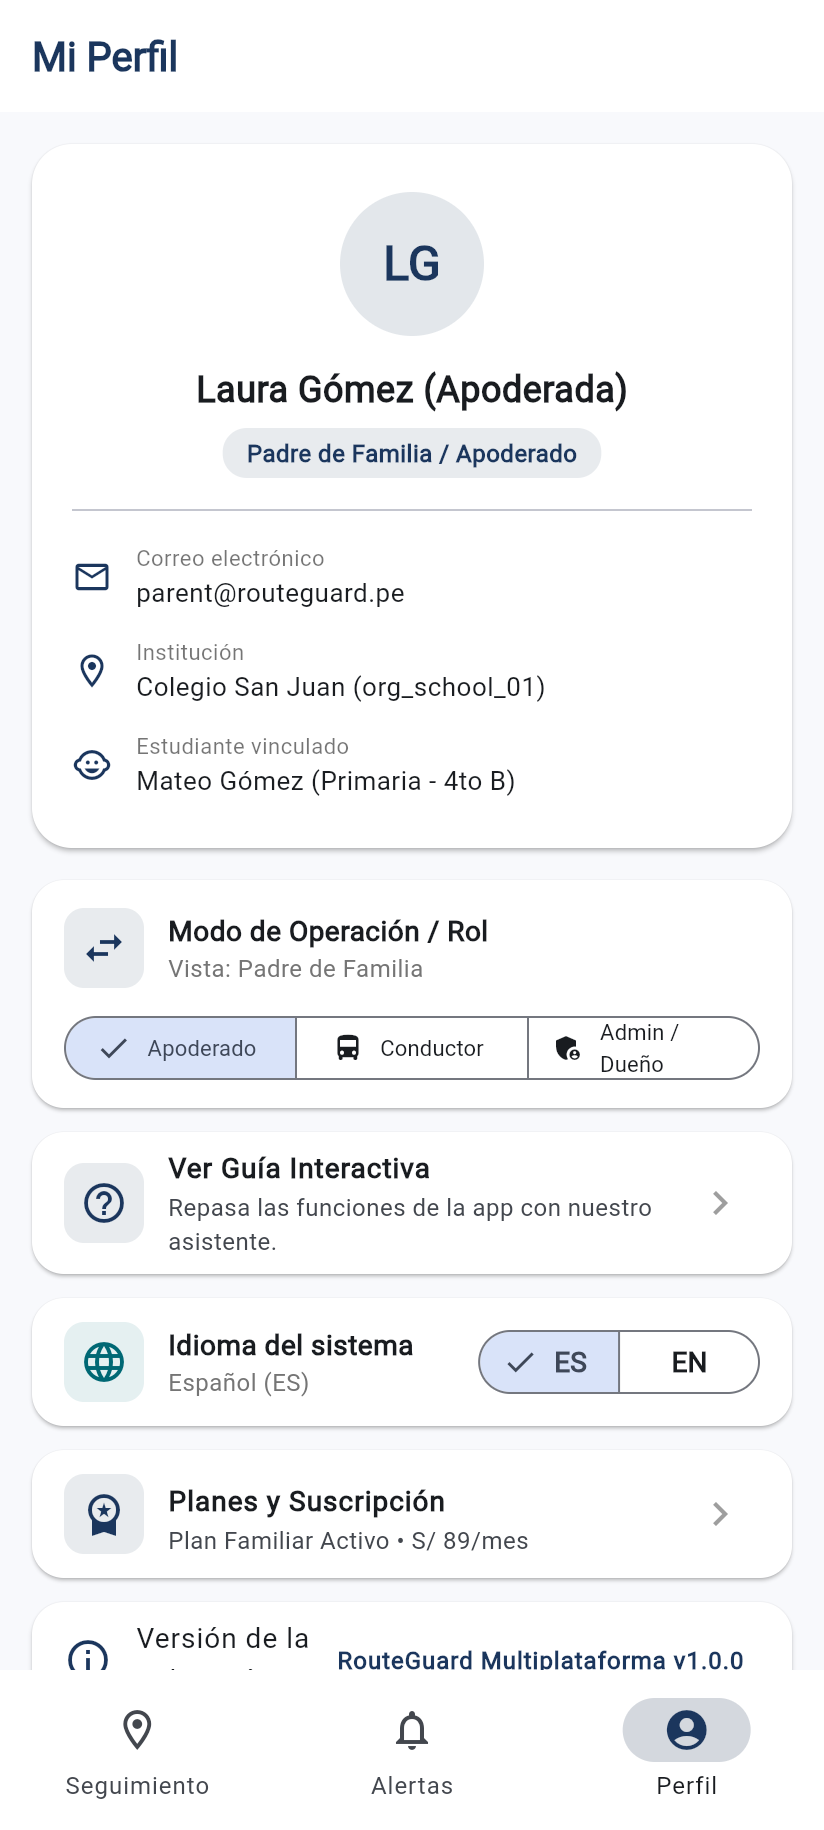 Mi Perfil
LG
Laura Gómez (Apoderada)
Padre de Familia / Apoderado
Correo electrónico
parent@routeguard.pe
Institución
Colegio San Juan (org_school_01)
Estudiante vinculado
Mateo Gómez (Primaria - 4to B)
Modo de Operación / Rol
Vista: Padre de Familia
Apoderado
Conductor
Admin /
Dueño
Ver Guía Interactiva
Repasa las funciones de la app con nuestro
asistente.
Idioma del sistema
Español (ES)
ES
EN
Planes y Suscripción
Plan Familiar Activo • S/ 89/mes
Versión de la
RouteGuard Multiplataforma v1.0.0
Seguimiento
Alertas
Perfil